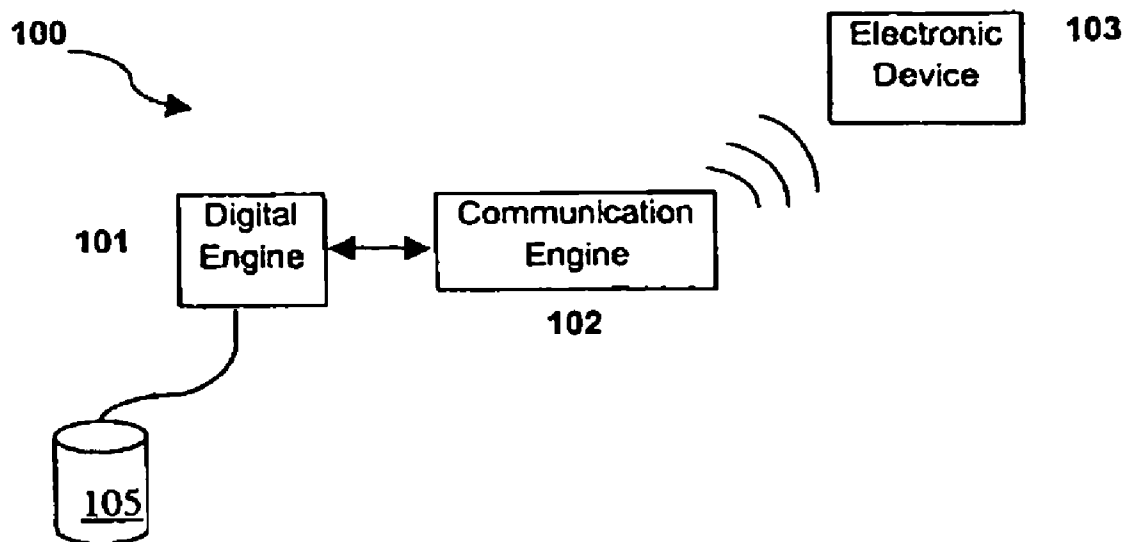 100
Electronic
Device
103
101
Digital
Engine
Communication
Engine
102
105